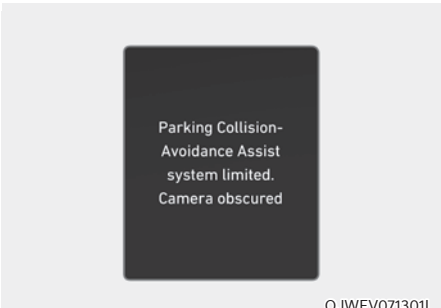 Parking Collision-
Avoidance Assist
system limited.
Camera obscured
OJWEV071301L